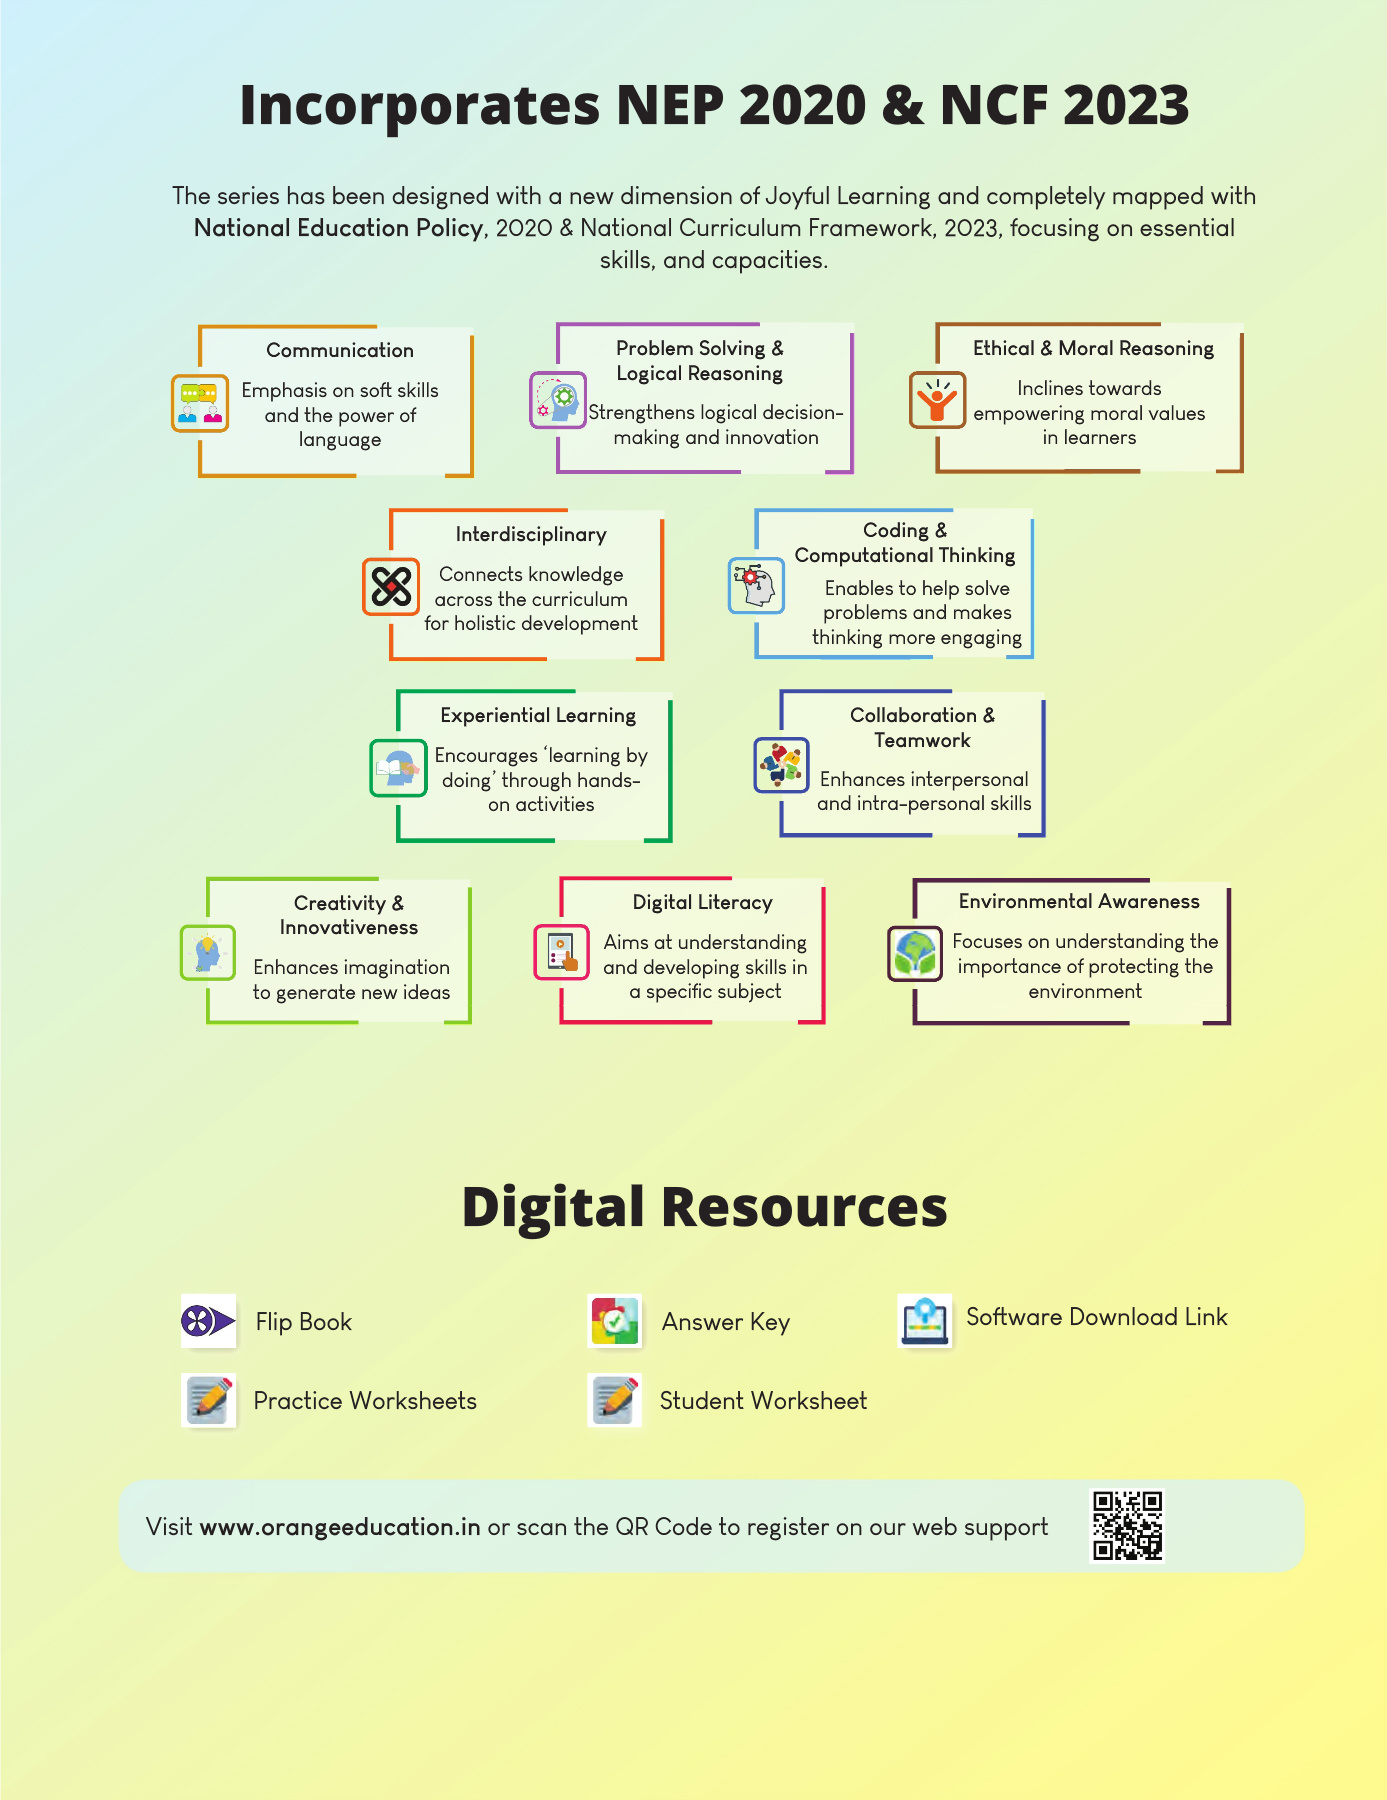 Incorporates NEP 2020 & NCF 2023
The series has been designed with a new dimension of Joyful Learning and completely mapped with
National Education Policy, 2020 & National Curriculum Framework, 2023, focusing on essential
skills, and capacities.
Communication
Emphasis on soft skills
and the power of
language
Problem Solving &
Logical Reasoning
Strengthens logical decision-
making and innovation
Ethical & Moral Reasoning
Inclines towards
empowering moral values
in learners
Interdisciplinary
Connects knowledge
across the curriculum
for holistic development
Coding &
Computational Thinking
Enables to help solve
problems and makes
thinking more engaging
Experiential Learning
Encourages ‘learning by
doing’ through hands-
on activities
Collaboration &
Teamwork
Enhances interpersonal
and intra-personal skills
Creativity &
Innovativeness
Enhances imagination
to generate new ideas
Digital Literacy
Aims at understanding
and developing skills in
a specific subject
Environmental Awareness
Focuses on understanding the
importance of protecting the
environment
Digital Resources
Flip Book
Answer Key
Software Download Link
Practice Worksheets
Student Worksheet
Visit www.orangeeducation.in or scan the QR Code to register on our web support